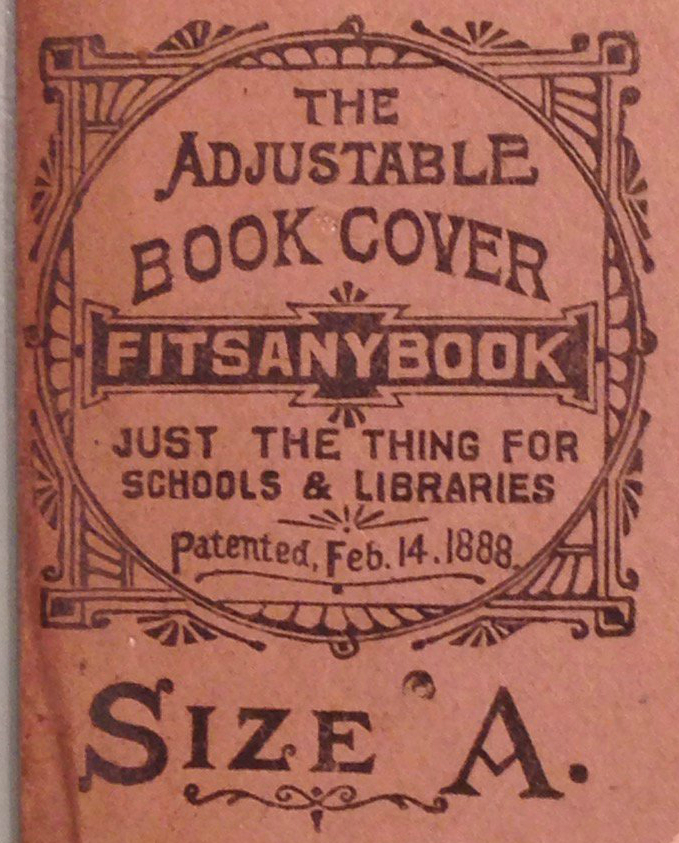 THE
ADJUSTABLE
BOOK COVER
FITSANYBOOK
JUST THE THING FOR
SCHOOLS & LIBRARIES
Patented, Feb. 14. 1888.
SIZE A.